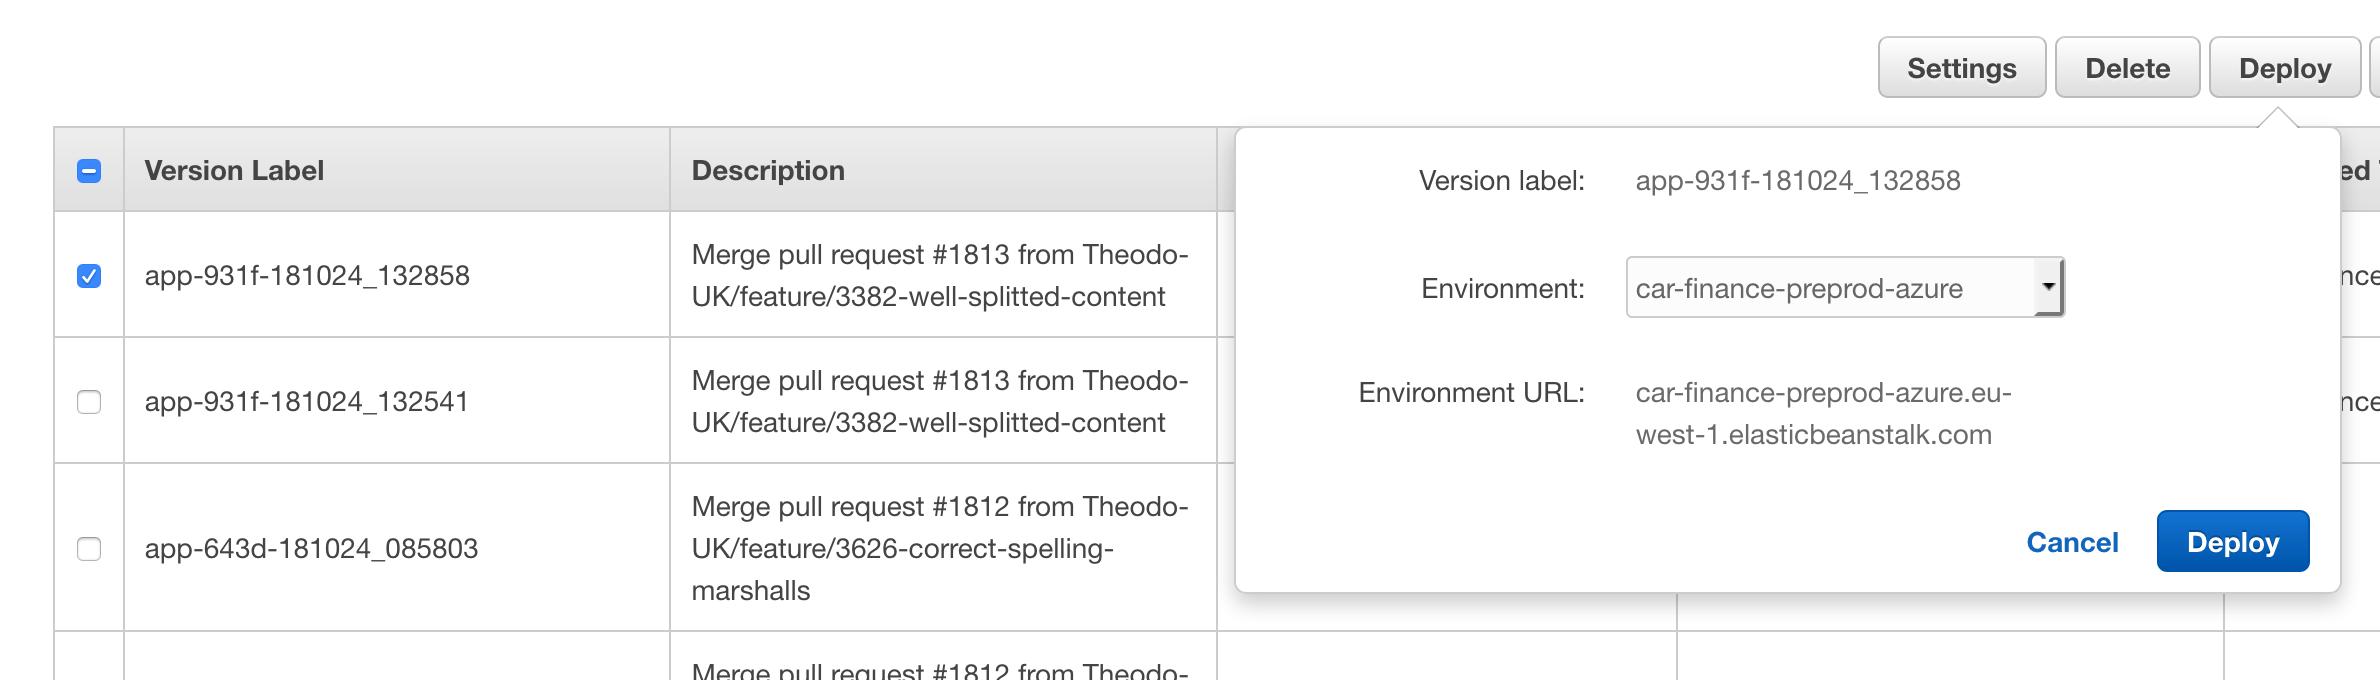 Settings
Delete
Deploy
Version Label
Description
ed
app-931f-181024_132858
Merge pull request #1813 from Theodo-
UK/feature/3382-well-splitted-content
nce
app-931f-181024_132541
Merge pull request #1813 from Theodo-
UK/feature/3382-well-splitted-content
nce
app-643d-181024_085803
Merge pull request #1812 from Theodo-
UK/feature/3626-correct-spelling-
marshalls
Merge pull request #1812 from Theodo-
Version label:
app-931f-181024_132858
Environment:
car-finance-preprod-azure
Environment URL:
car-finance-preprod-azure.eu-
west-1.elasticbeanstalk.com
Cancel
Deploy